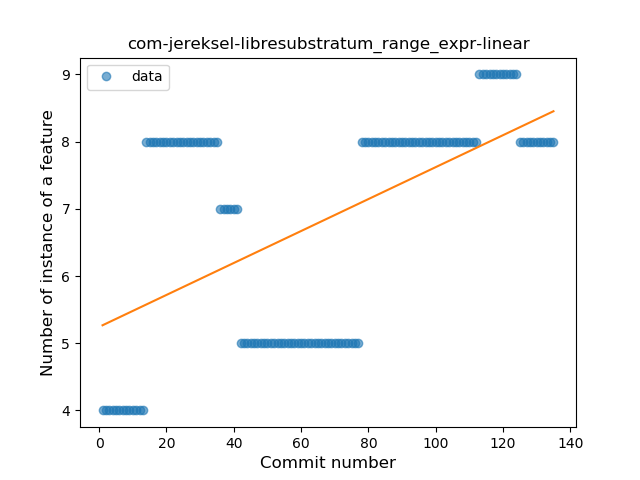 com-jereksel-libresubstratum_range_expr-linear
data
Number of instance of a feature
9
8
7
6
5
4
0 20 40 60 80 100 120 140
Commit number